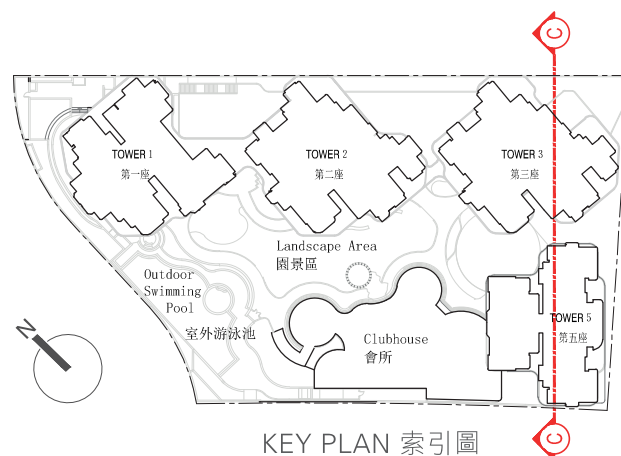 C
TOWER 1
第一座
TOWER 2
第二座
TOWER 3
第三座
Landscape Area
園景區
Outdoor
Swimming
Pool
室外游泳池
Clubhouse
會所
TOWER 5
第五座
N
C
KEY PLAN 索引圖